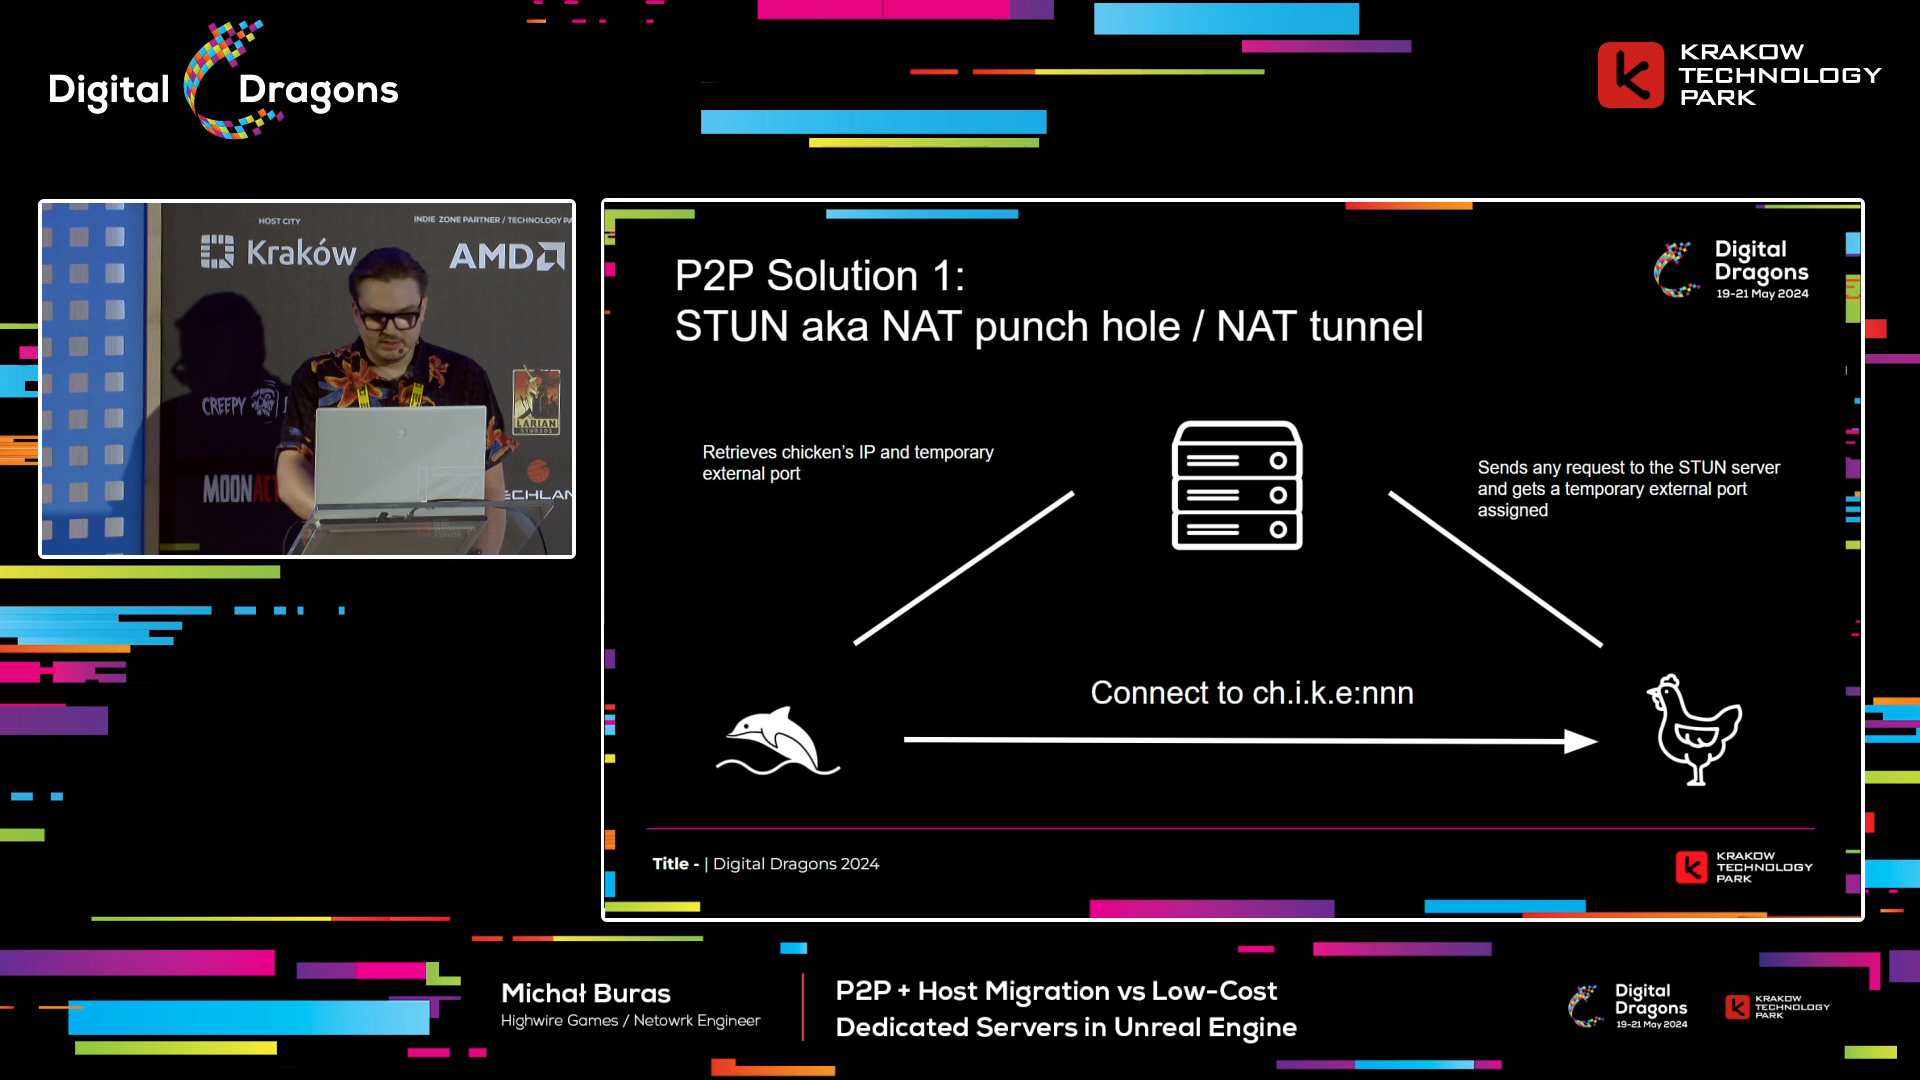 Digital Dragons
KRAKOW
TECHNOLOGY
PARK
HOST CITY
INDIE ZONE PARTNER / TECHNOLOGY PA
Kraków
AMD
CREEPY
LARIAN
STUDIOS
MOONACT
ECHLAN
P2P Solution 1:
STUN aka NAT punch hole / NAT tunnel
Digital
Dragons
19-21 May 2024
Retrieves chicken's IP and temporary
external port
Sends any request to the STUN server
and gets a temporary external port
assigned
Connect to ch.i.k.e:nnn
Title - | Digital Dragons 2024
KRAKOW
TECHNOLOGY
PARK
Michał Buras
Highwire Games / Netowrk Engineer
P2P + Host Migration vs Low-Cost
Dedicated Servers in Unreal Engine
Digital
Dragons
19-21 May 2024
KRAKOW
TECHNOLOGY
PARK